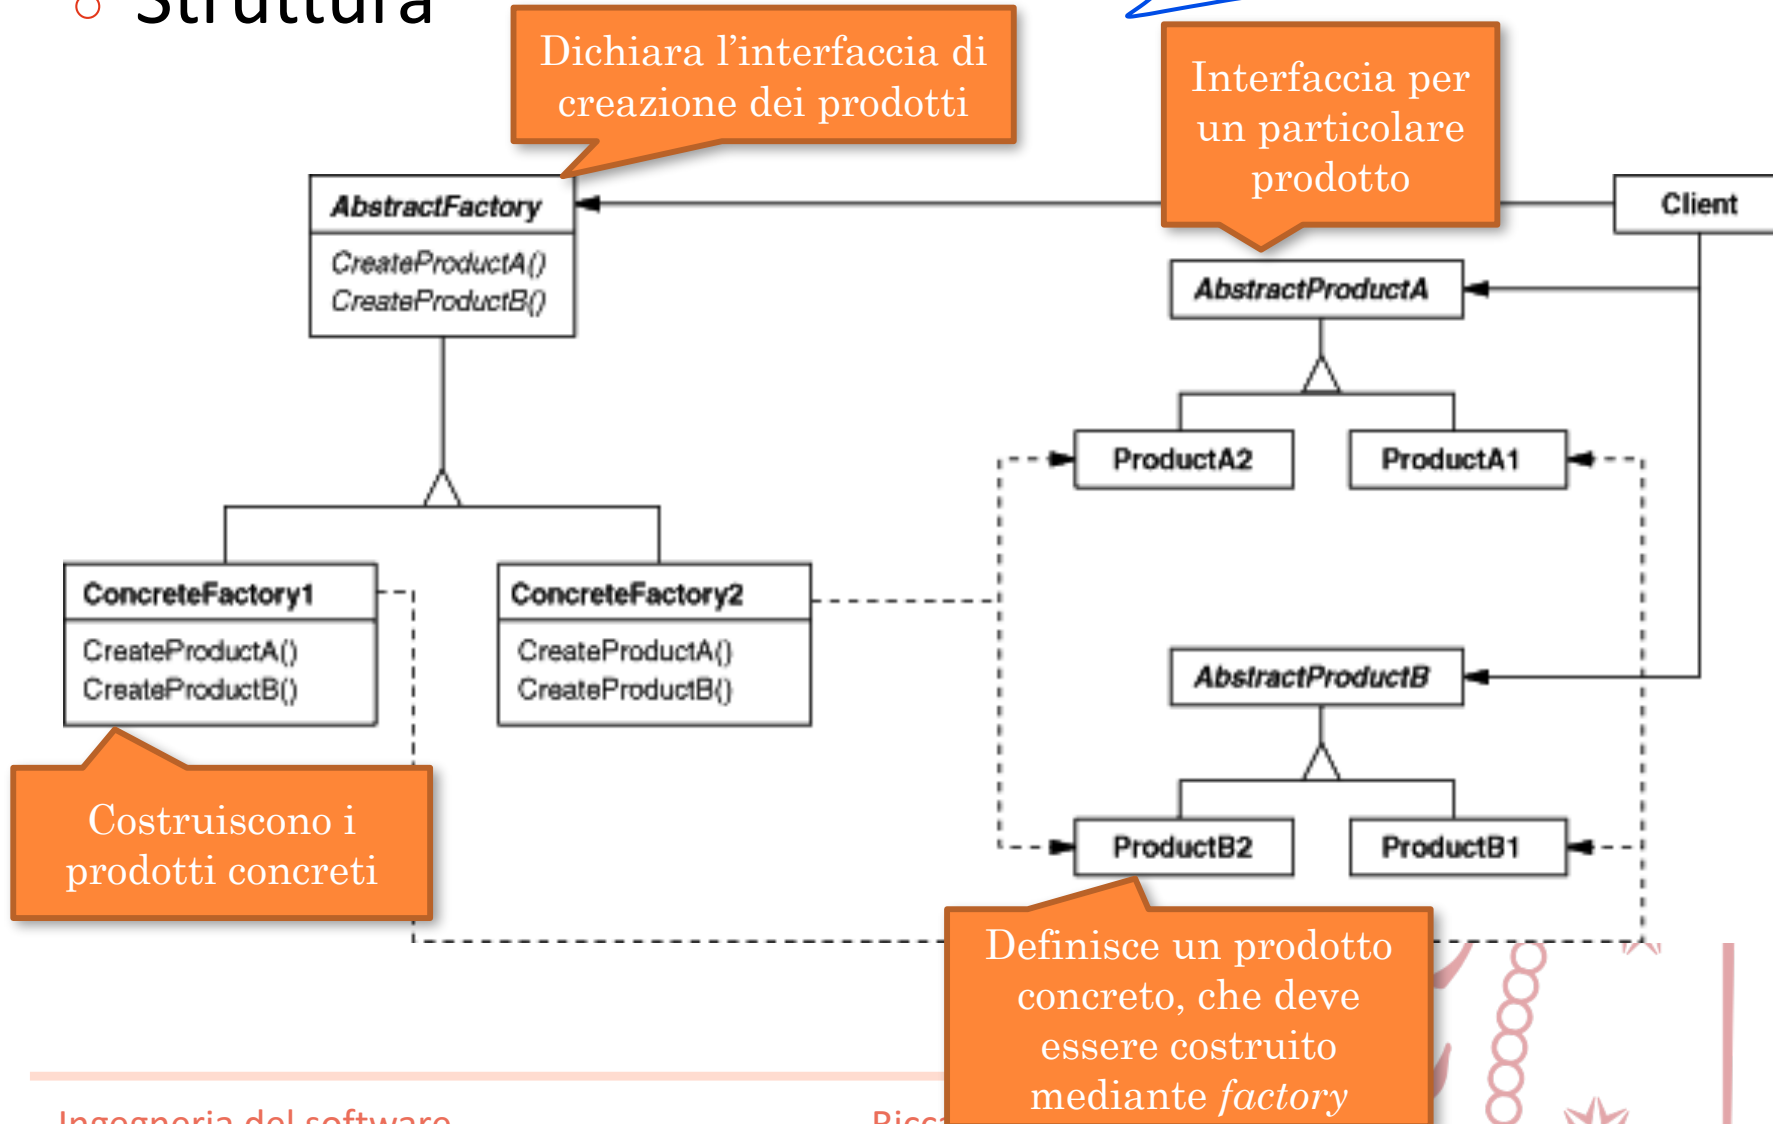 Struttura
Dichiara l’interfaccia di
creazione dei prodotti
Interfaccia per
un particolare
prodotto
AbstractFactory
CreateProductA()
CreateProductB()
Client
AbstractProductA
ProductA2
ProductA1
ConcreteFactory1
CreateProductA()
CreateProductB()
ConcreteFactory2
CreateProductA()
CreateProductB()
AbstractProductB
ProductB2
ProductB1
Costruiscono i
prodotti concreti
Definisce un prodotto
concreto, che deve
essere costruito
mediante factory
Ingegneria del software